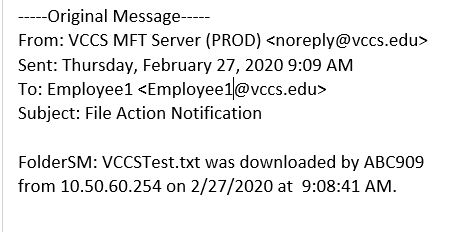 -----Original Message-----
From: VCCS MFT Server (PROD) <noreply@vccs.edu>
Sent: Thursday, February 27, 2020 9:09 AM
To: Employee1 <Employee1@vccs.edu>
Subject: File Action Notification
FolderSM: VCCSTest.txt was downloaded by ABC909
from 10.50.60.254 on 2/27/2020 at  9:08:41 AM.